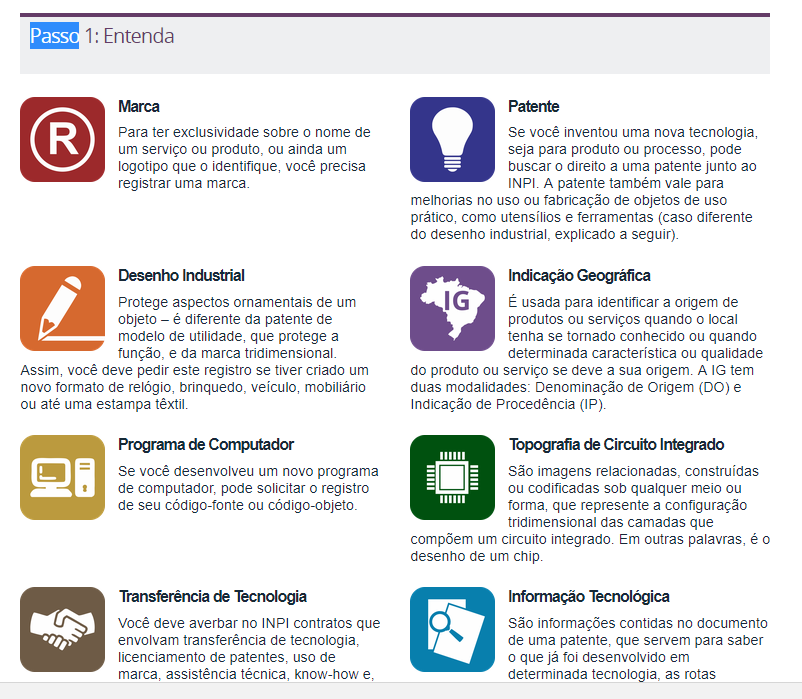 Passo 1: Entenda
R
Marca
Para ter exclusividade sobre o nome de
um serviço ou produto, ou ainda um
logotipo que o identifique, você precisa
registrar uma marca.
Patente
Se você inventou uma nova tecnologia,
seja para produto ou processo, pode
buscar o direito a uma patente junto ao
INPI. A patente também vale para
melhorias no uso ou fabricação de objetos de uso
prático, como utensílios e ferramentas (caso diferente
do desenho industrial, explicado a seguir).
Desenho Industrial
Protege aspectos ornamentais de um
objeto – é diferente da patente de
modelo de utilidade, que protege a
função, e da marca tridimensional.
Assim, você deve pedir este registro se tiver criado um
novo formato de relógio, brinquedo, veículo, mobiliário
ou até uma estampa têxtil.
IG
Indicação Geográfica
É usada para identificar a origem de
produtos ou serviços quando o local
tenha se tornado conhecido ou quando
determinada característica ou qualidade
do produto ou serviço se deve a sua origem. A IG tem
duas modalidades: Denominação de Origem (DO) e
Indicação de Procedência (IP).
Programa de Computador
Se você desenvolveu um novo programa
de computador, pode solicitar o registro
de seu código-fonte ou código-objeto.
Topografia de Circuito Integrado
São imagens relacionadas, construídas
ou codificadas sob qualquer meio ou
forma, que represente a configuração
tridimensional das camadas que
compõem um circuito integrado. Em outras palavras, é o
desenho de um chip.
Transferência de Tecnologia
Você deve averbar no INPI contratos que
envolvam transferência de tecnologia,
licenciamento de patentes, uso de
marca, assistência técnica, know-how e,
Informação Tecnológica
São informações contidas no documento
de uma patente, que servem para saber
o que já foi desenvolvido em
determinada tecnologia, as rotas